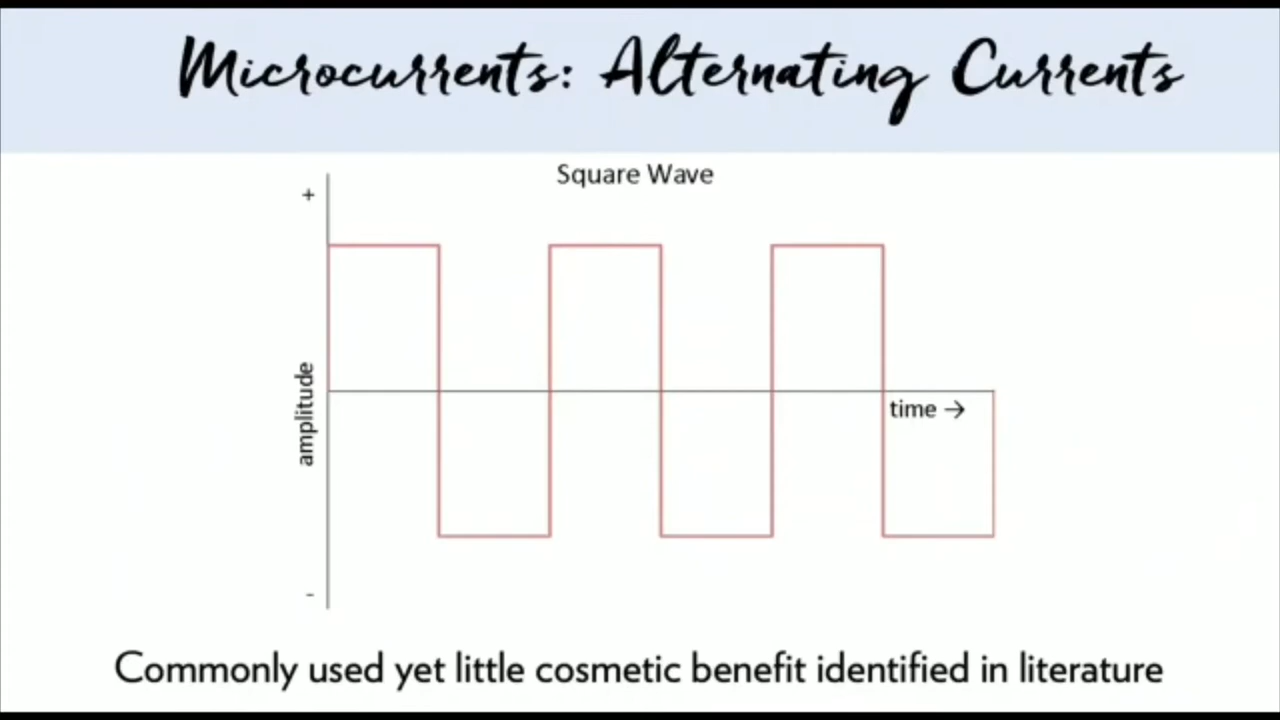 Microcurrents: Alternating Currents
Square Wave
+
amplitude
time →
-
Commonly used yet little cosmetic benefit identified in literature